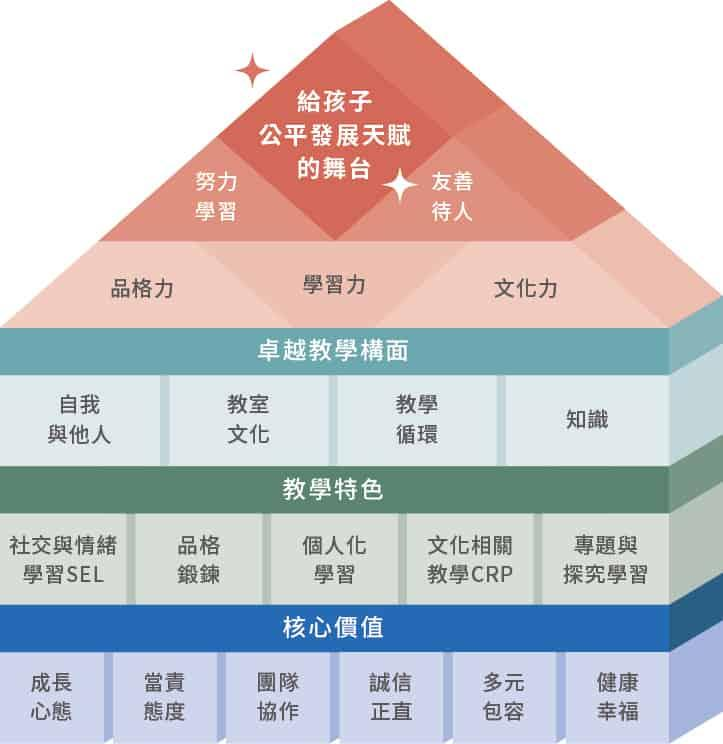 給孩子
公平發展天賦
的舞台
努力
學習
友善
待人
品格力
學習力
文化力
卓越教學構面
自我
與他人
教室
文化
教學
循環
知識
教學特色
社交與情緒
學習SEL
品格
鍛鍊
個人化
學習
文化相關
教學CRP
專題與
探究學習
核心價值
成長
心態
當責
態度
團隊
協作
誠信
正直
多元
包容
健康
幸福